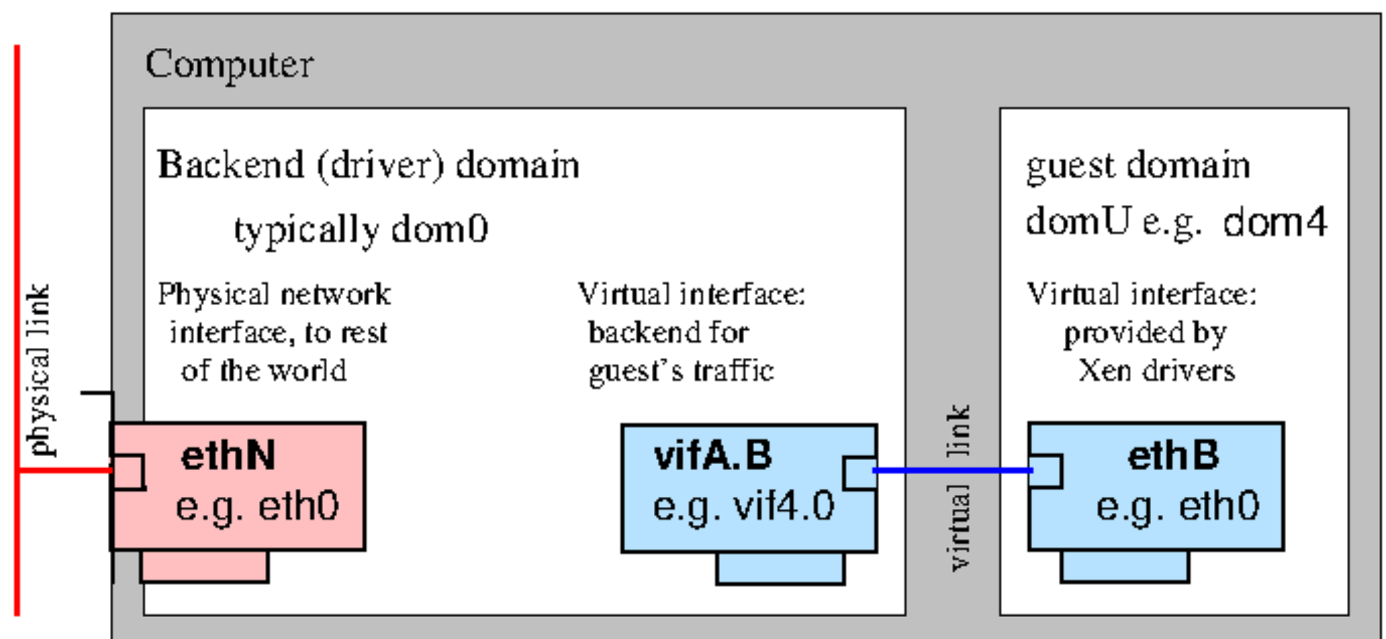 Computer
Backend (driver) domain
typically dom0
Physical network
interface, to rest
of the world
Virtual interface:
backend for
guest's traffic
guest domain
domU e.g. dom4
Virtual interface:
provided by
Xen drivers
physical link
ethN
e.g. eth0
vifA.B
e.g. vif4.0
virtual link
ethB
e.g. eth0